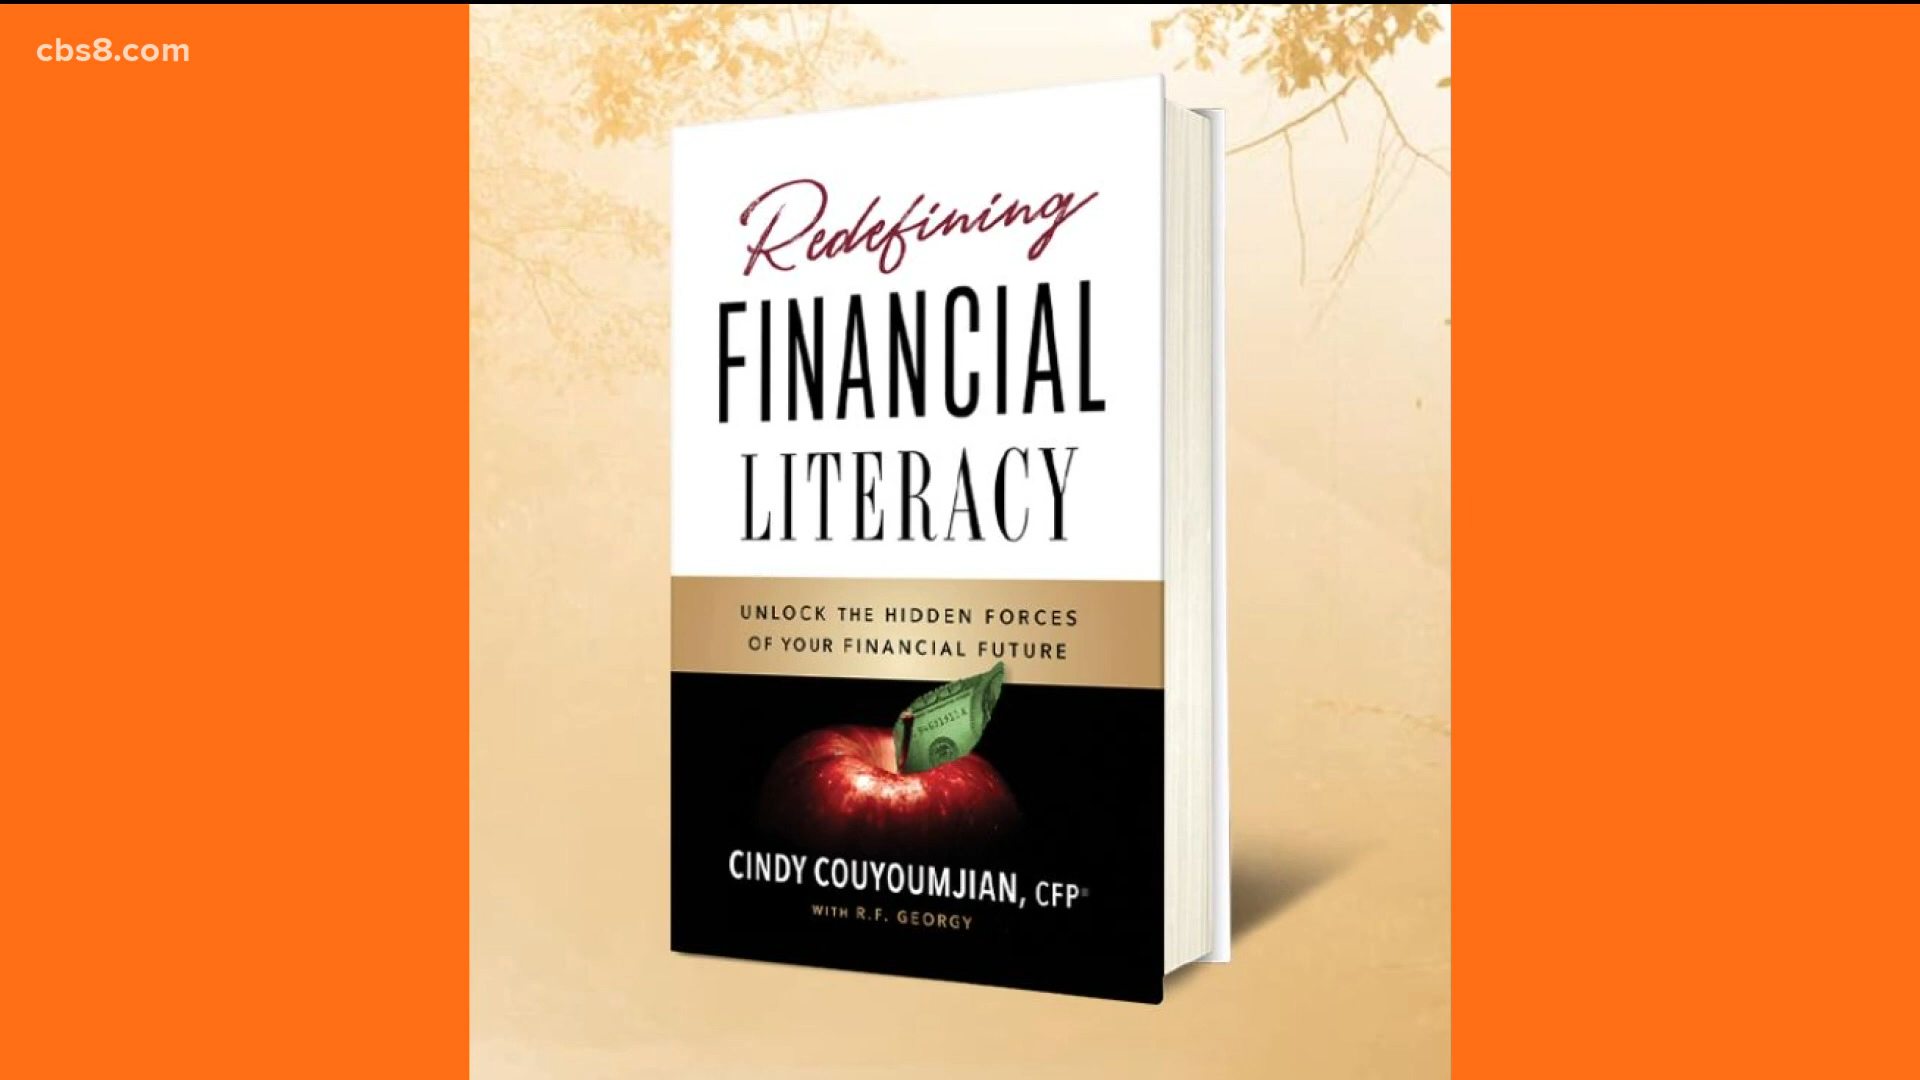 cbs8.com
Redefining
FINANCIAL
LITERACY
UNLOCK THE HIDDEN FORCES
OF YOUR FINANCIAL FUTURE
CINDY COUYOUMJIAN, CFP®
WITH R.F. GEORGY